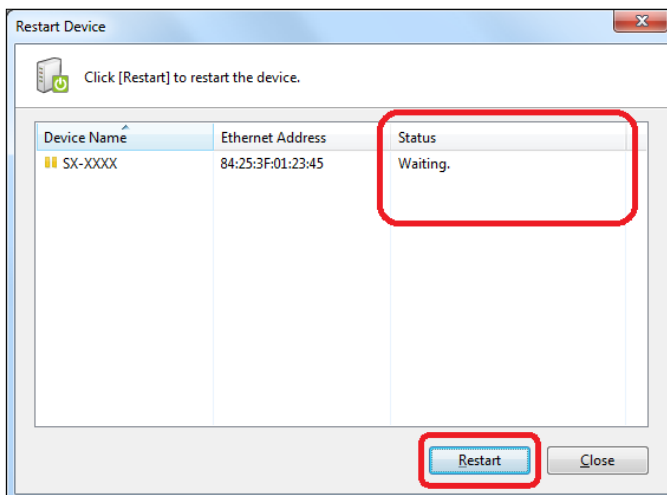 Restart Device
Click [Restart] to restart the device.
Device Name Ethernet Address Status
SX-XXXX 84:25:3F:01:23:45 Waiting.
Restart Close